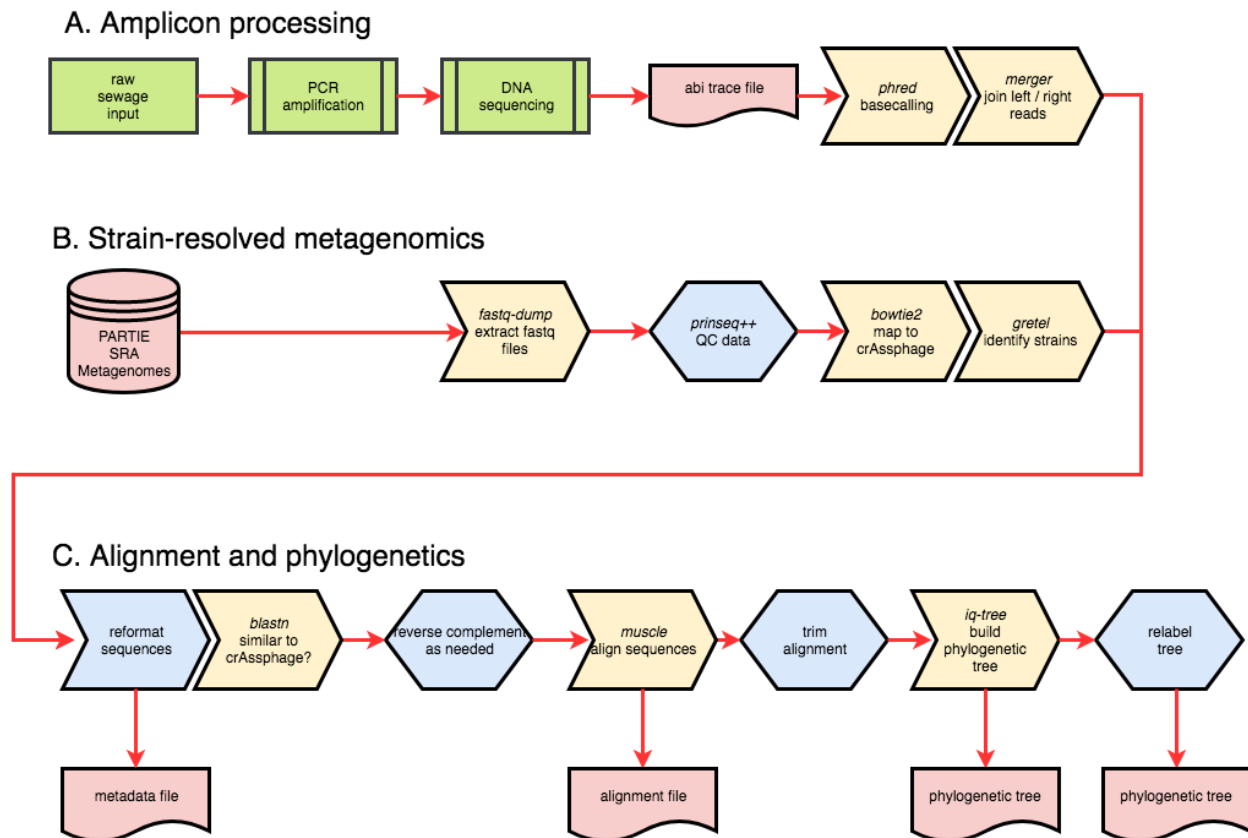 A. Amplicon processing
raw
sewage
input
PCR
amplification
DNA
sequencing
abi trace file
phred
basecalling
merger
join left / right
reads
B. Strain-resolved metagenomics
PARTIE
SRA
Metagenomes
fastq-dump
extract fastq
files
prinseq++
QC data
bowtie2
map to
crAssphage
gretel
identify strains
C. Alignment and phylogenetics
reformat
sequences
blastn
similar to
crAssphage?
reverse complement
as needed
muscle
align sequences
trim
alignment
iq-tree
build
phylogenetic
tree
relabel
tree
metadata file
alignment file
phylogenetic tree
phylogenetic tree